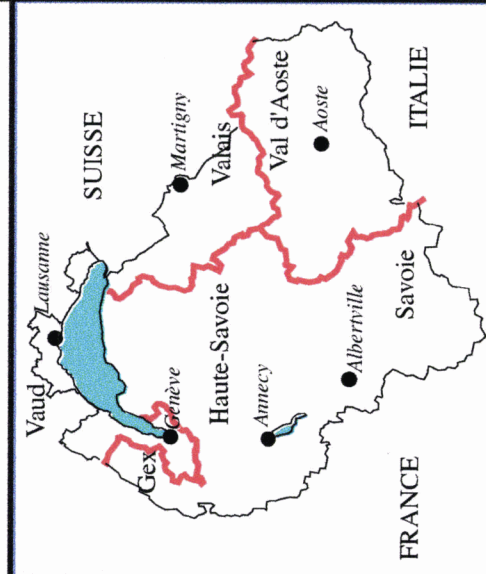 SUISSE
Lausanne
Vaud
Martigny
Valais
Genève
Gex
Haute-Savoie
Val d'Aoste
Annecy
Aoste
Albertville
Savoie
FRANCE
ITALIE